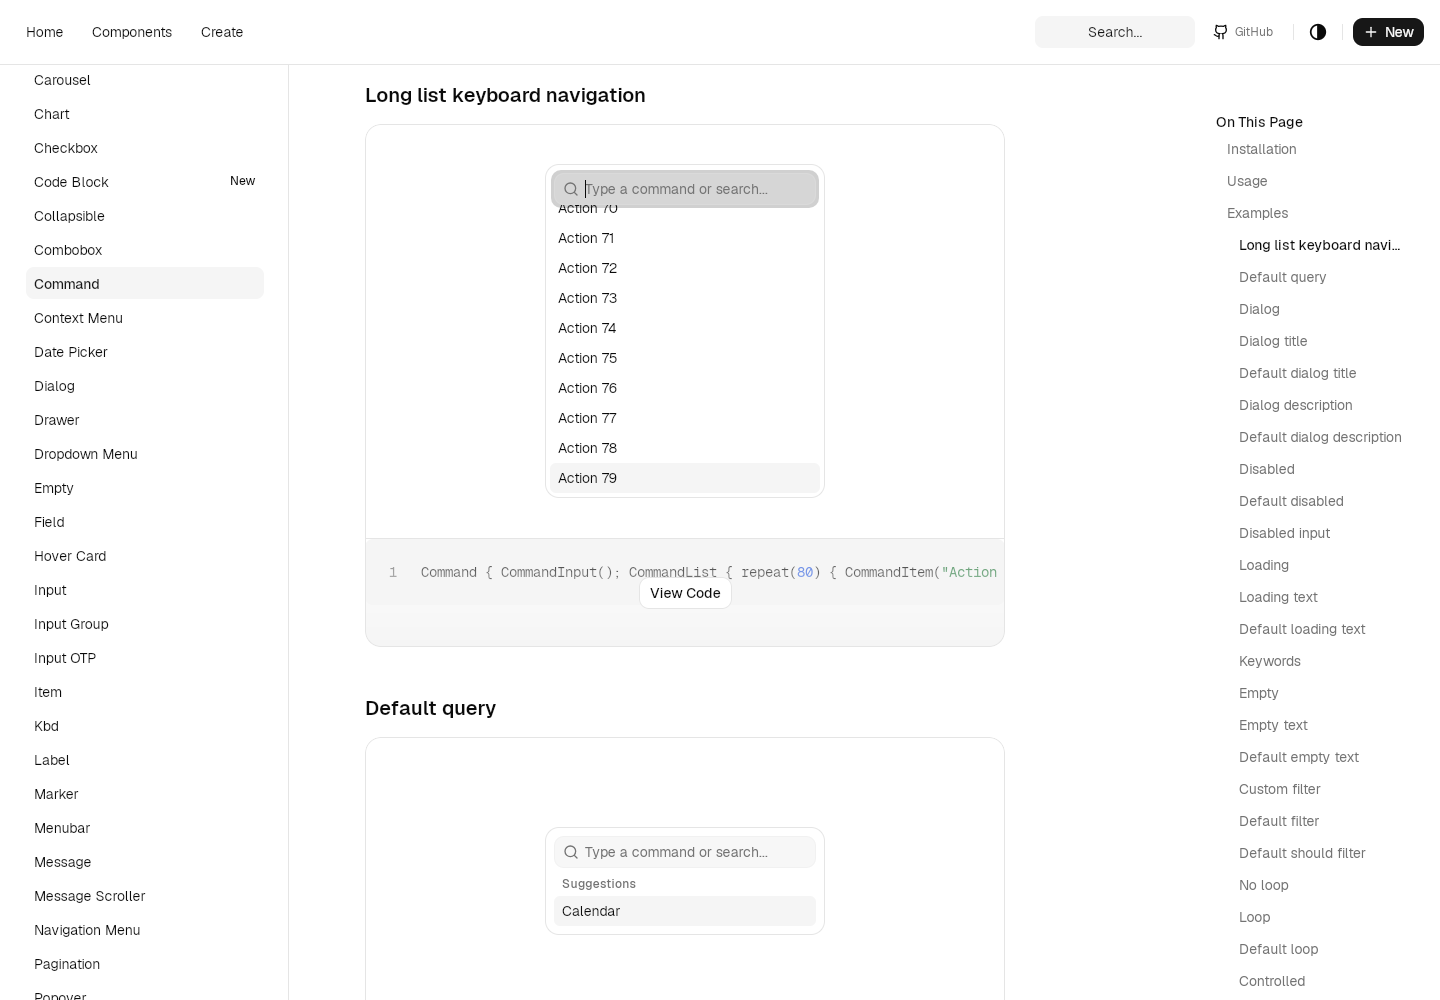 Home
Components
Create
Search...
GitHub
New
Carousel
Chart
Checkbox
Code Block
New
Collapsible
Combobox
Command
Context Menu
Date Picker
Dialog
Drawer
Dropdown Menu
Empty
Field
Hover Card
Input
Input Group
Input OTP
Item
Kbd
Label
Marker
Menubar
Message
Message Scroller
Navigation Menu
Pagination
Popover
Long list keyboard navigation
Type a command or search...
Action 70
Action 71
Action 72
Action 73
Action 74
Action 75
Action 76
Action 77
Action 78
Action 79
1 Command { CommandInput(); CommandList { repeat(80) { CommandItem("Action
View Code
Default query
Type a command or search...
Suggestions
Calendar
On This Page
Installation
Usage
Examples
Long list keyboard navi...
Default query
Dialog
Dialog title
Default dialog title
Dialog description
Default dialog description
Disabled
Default disabled
Disabled input
Loading
Loading text
Default loading text
Keywords
Empty
Empty text
Default empty text
Custom filter
Default filter
Default should filter
No loop
Loop
Default loop
Controlled